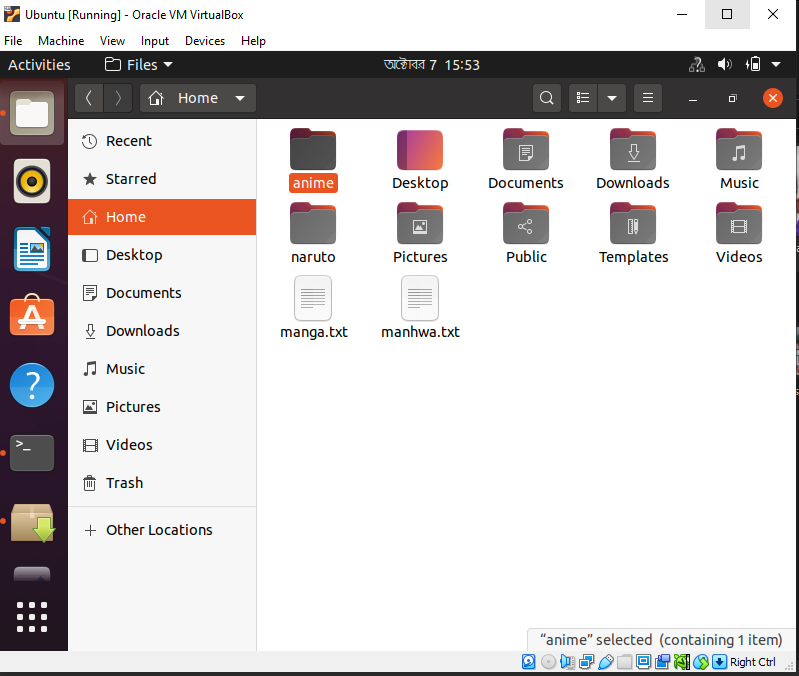 Ubuntu [Running] - Oracle VM VirtualBox
File Machine View Input Devices Help
Activities Files অক্টোবর 7 15:53
Home
Recent
Starred
Home
Desktop
Documents
Downloads
Music
Pictures
Videos
Trash
Other Locations
anime Desktop Documents Downloads Music
naruto Pictures Public Templates Videos
manga.txt manhwa.txt
“anime” selected (containing 1 item)
Right Ctrl